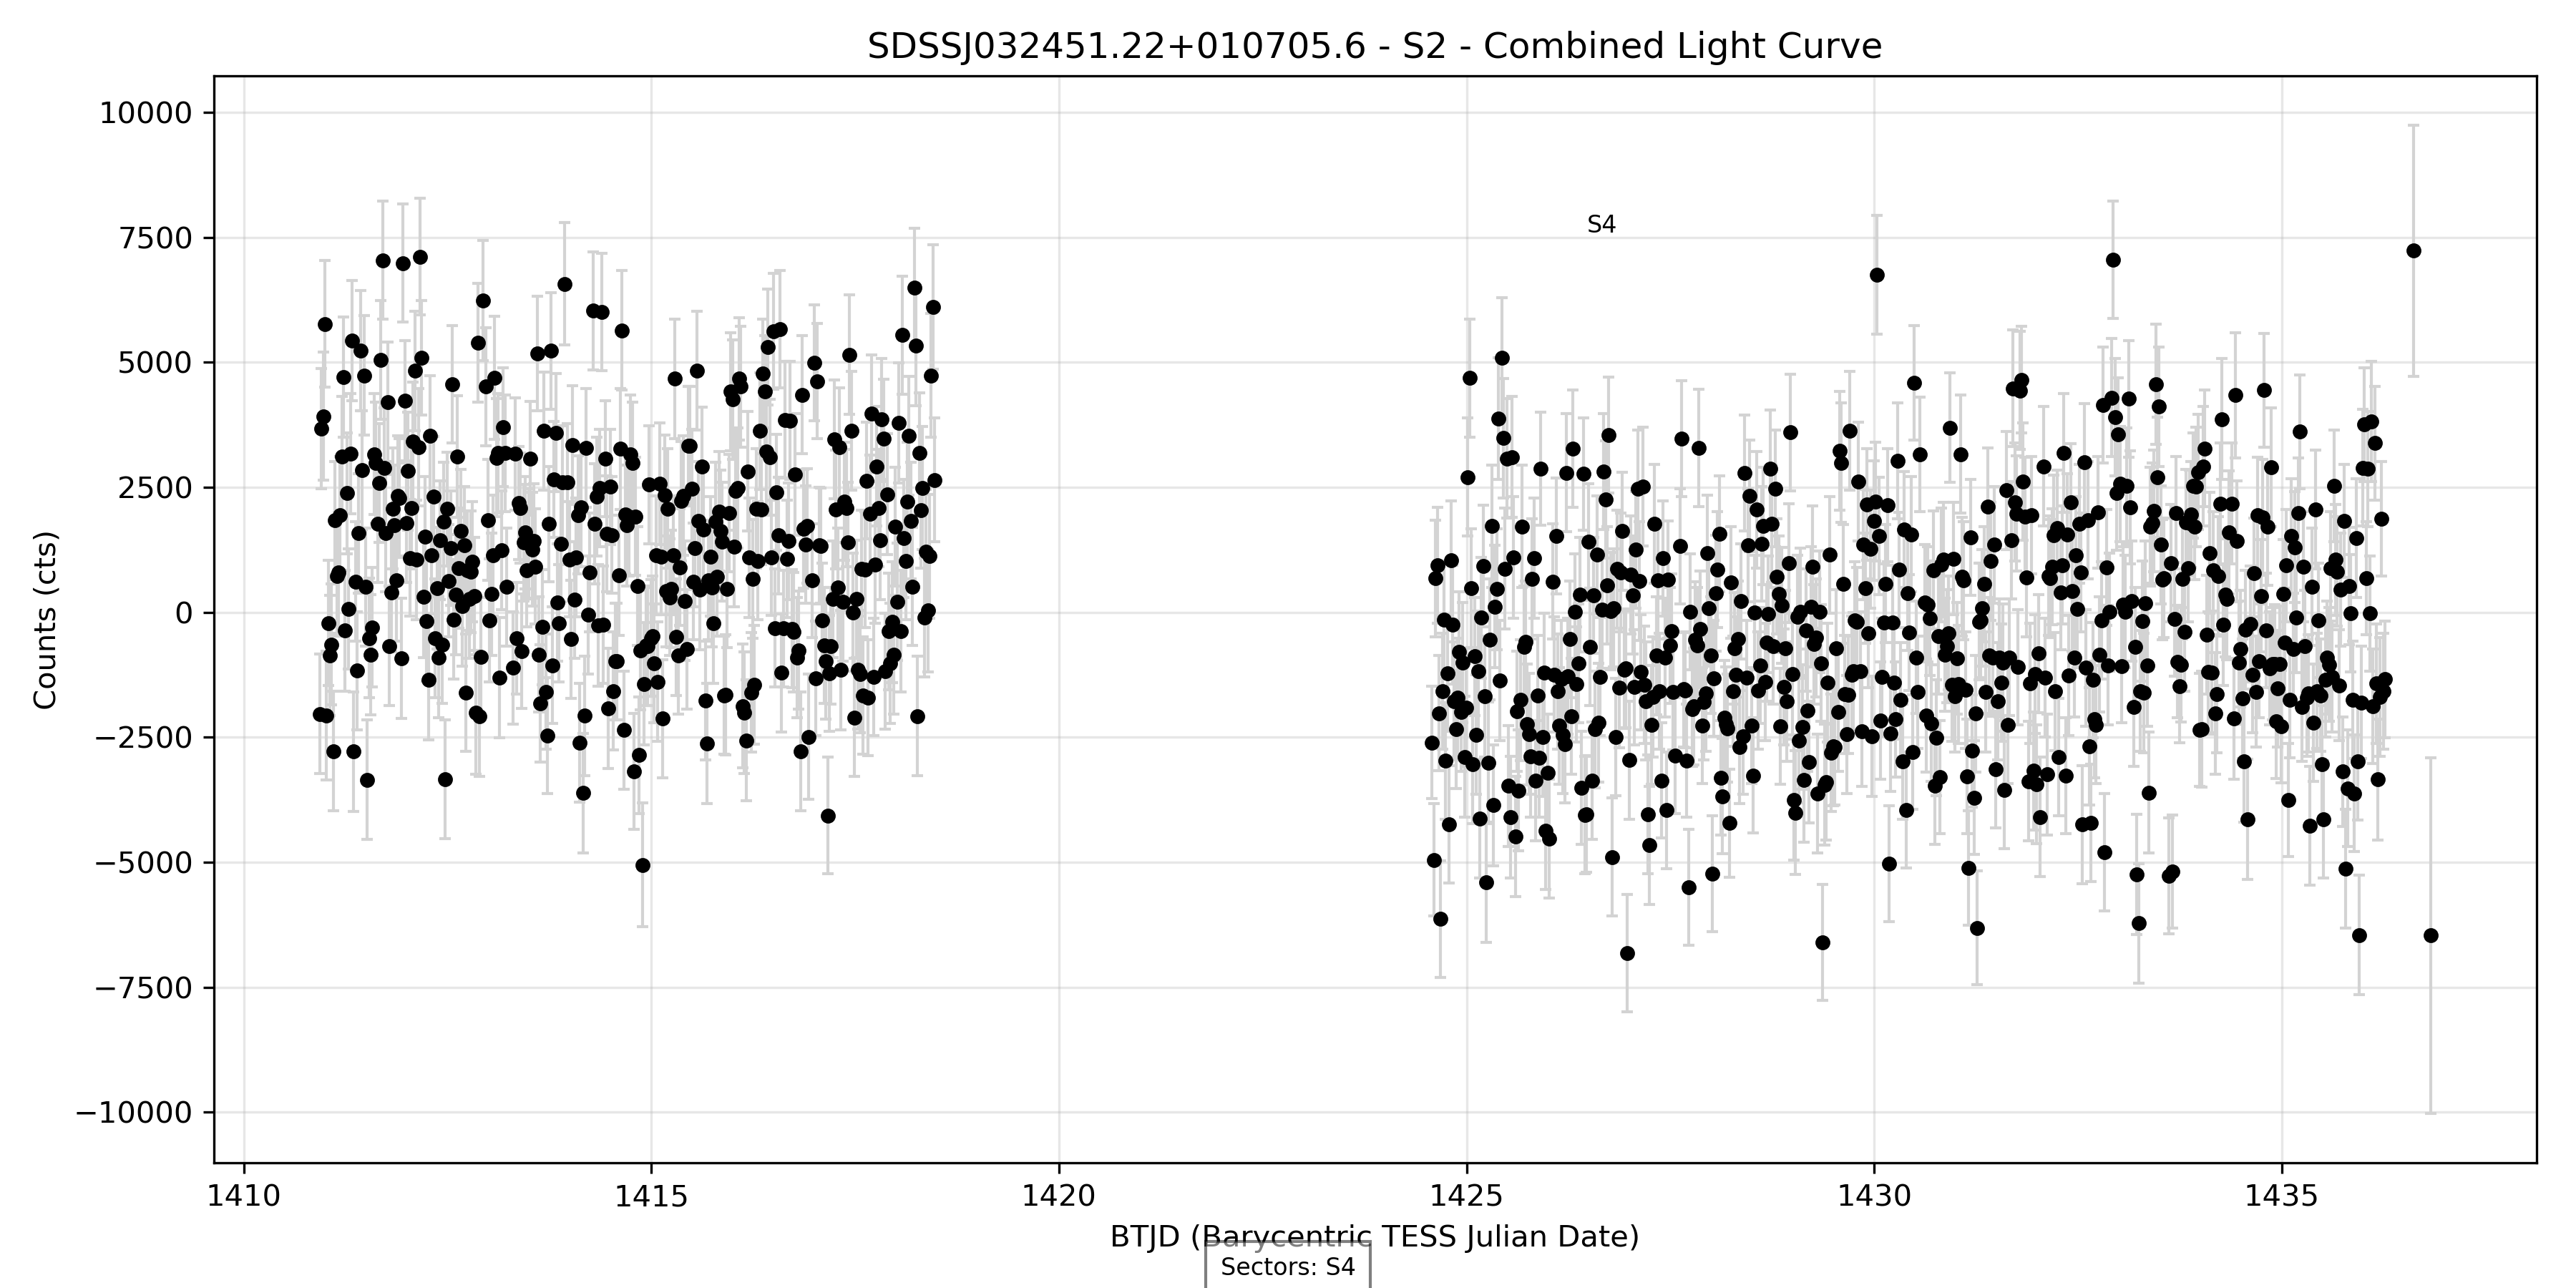 SDSSJ032451.22+010705.6 - S2 - Combined Light Curve
10000
7500
5000
2500
0
−2500
−5000
−7500
−10000
Counts (cts)
S4
1410 1415 1420 1425 1430 1435
BTJD (Barycentric TESS Julian Date)
Sectors: S4